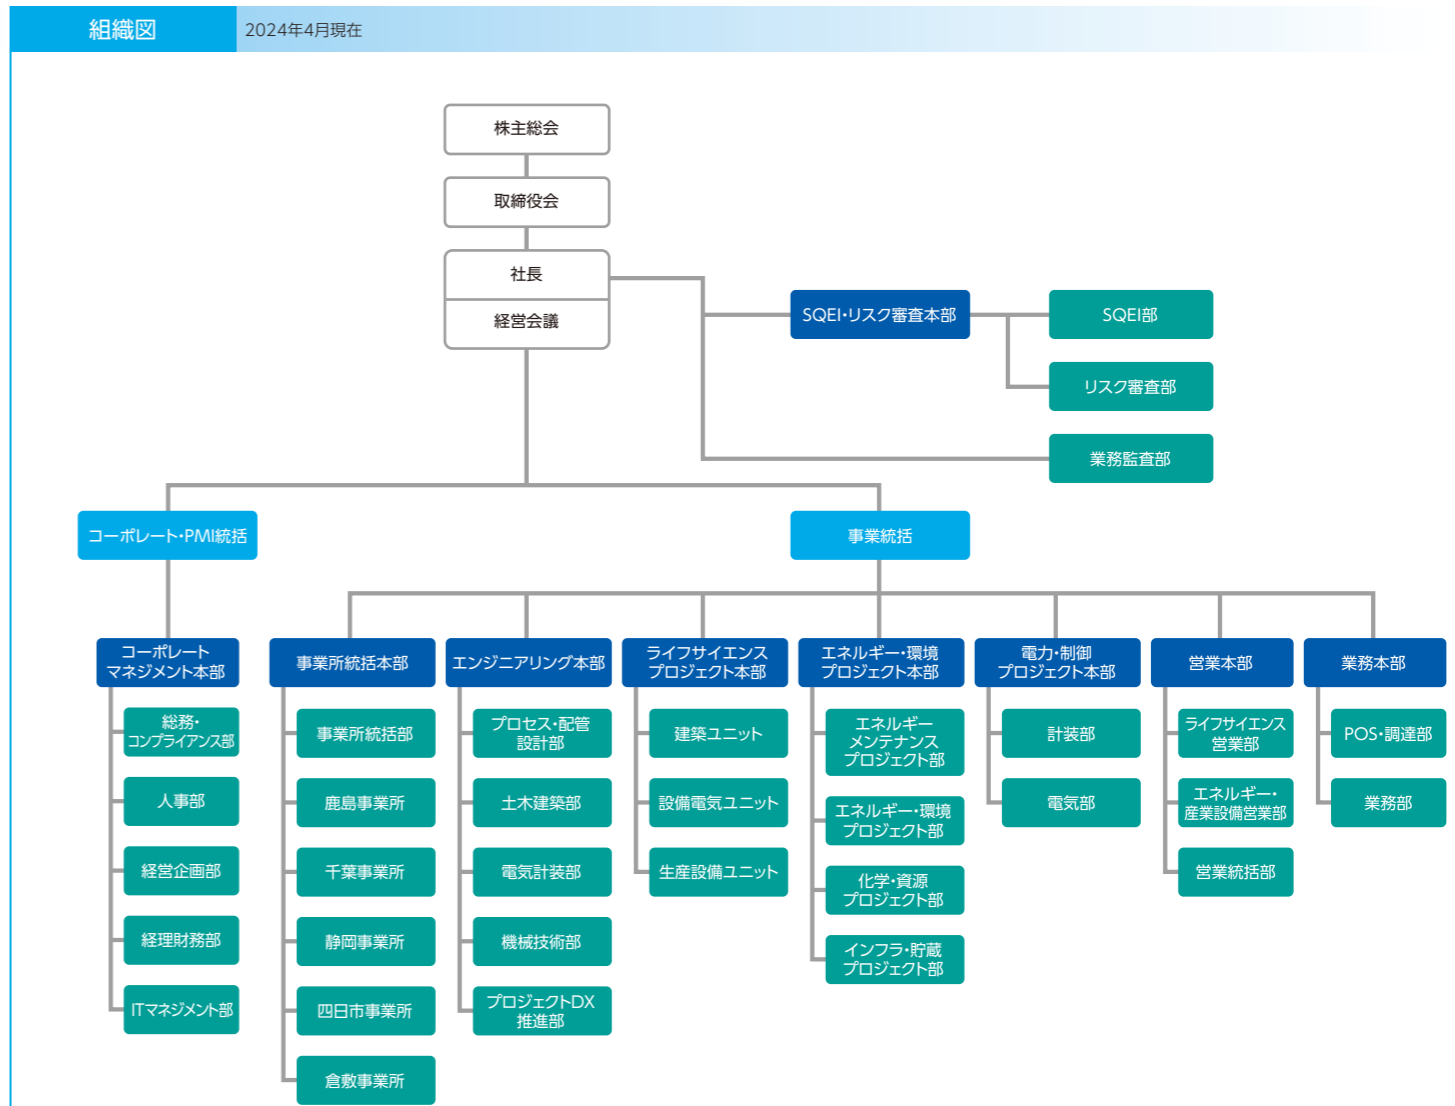 組織図
2024年4月現在
株主総会
取締役会
社長
経営会議
SQEI・リスク審査本部
SQEI部
リスク審査部
業務監査部
コーポレート・PMI統括
事業統括
コーポレート
マネジメント本部
総務・
コンプライアンス部
人事部
経営企画部
経理財務部
ITマネジメント部
事業所統括本部
事業所統括部
鹿島事業所
千葉事業所
静岡事業所
四日市事業所
倉敷事業所
エンジニアリング本部
プロセス・配管
設計部
土木建築部
電気計装部
機械技術部
プロジェクトDX
推進部
ライフサイエンス
プロジェクト本部
建築ユニット
設備電気ユニット
生産設備ユニット
エネルギー・環境
プロジェクト本部
エネルギー
メンテナンス
プロジェクト部
エネルギー・環境
プロジェクト部
化学・資源
プロジェクト部
インフラ・貯蔵
プロジェクト部
電力・制御
プロジェクト本部
計装部
電気部
営業本部
ライフサイエンス
営業部
エネルギー・
産業設備営業部
営業統括部
業務本部
POS・調達部
業務部